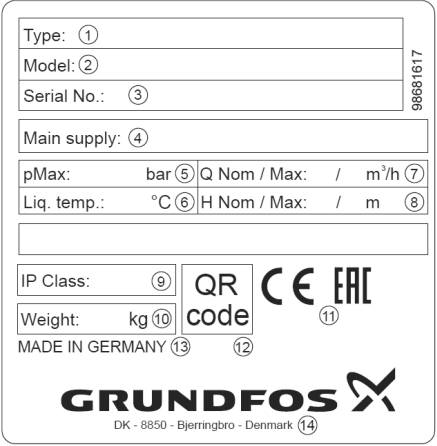 Type: 1
Model: 2
Serial No.: 3
98681617
Main supply: 4
pMax: bar 5 Q Nom / Max: / m³/h 7
Liq. temp.: °C 6 H Nom / Max: / m 8
IP Class: 9
QR
code
CE EAC
Weight: kg 10
11
MADE IN GERMANY 13 12
GRUNDFOS X
DK - 8850 - Bjerringbro - Denmark 14